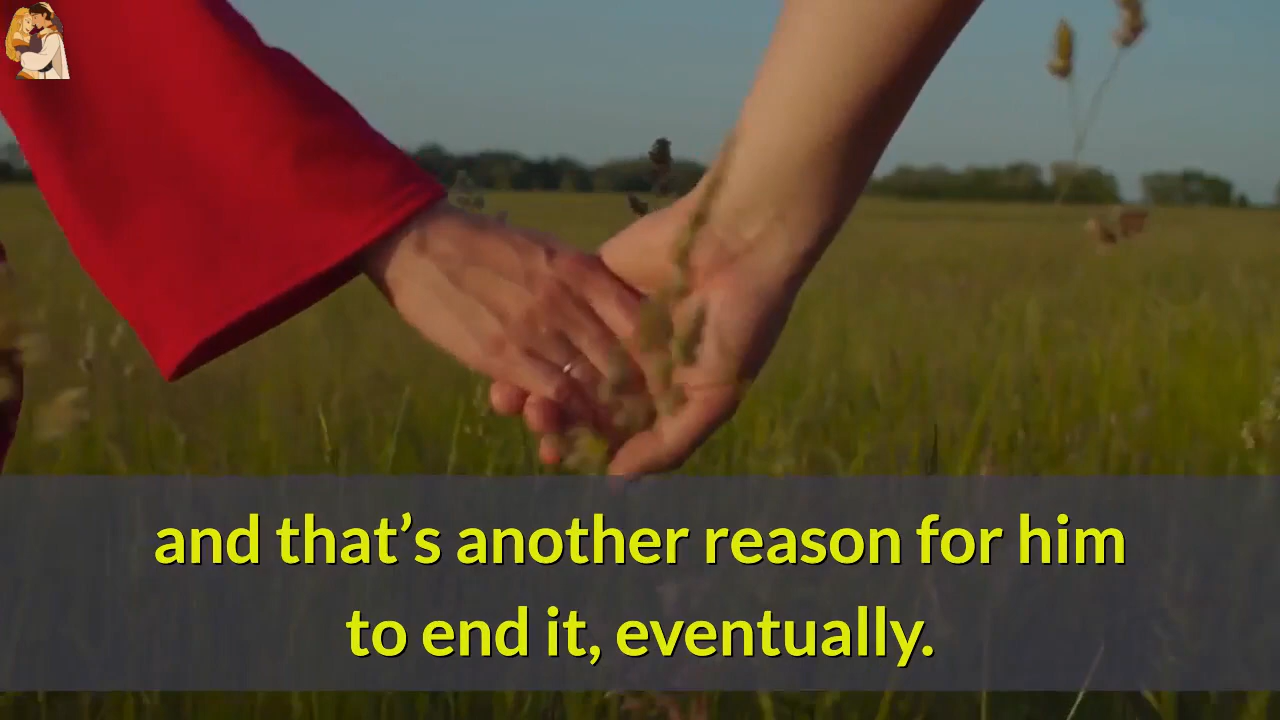 and that’s another reason for him
to end it, eventually.